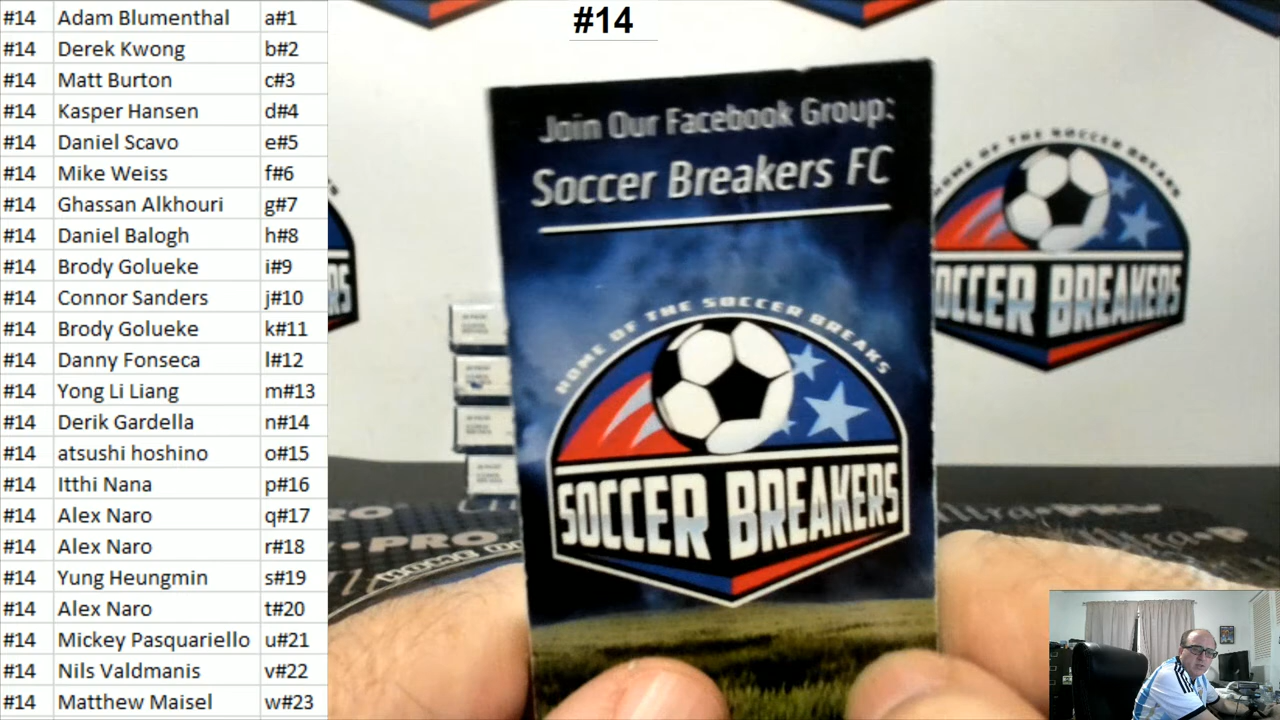 #14 Adam Blumenthal a#1
#14 Derek Kwong b#2
#14 Matt Burton c#3
#14 Kasper Hansen d#4
#14 Daniel Scavo e#5
#14 Mike Weiss f#6
#14 Ghassan Alkhouri g#7
#14 Daniel Balogh h#8
#14 Brody Golueke i#9
#14 Connor Sanders j#10
#14 Brody Golueke k#11
#14 Danny Fonseca l#12
#14 Yong Li Liang m#13
#14 Derik Gardella n#14
#14 atsushi hoshino o#15
#14 Itthi Nana p#16
#14 Alex Naro q#17
#14 Alex Naro r#18
#14 Yung Heungmin s#19
#14 Alex Naro t#20
#14 Mickey Pasquariello u#21
#14 Nils Valdmanis v#22
#14 Matthew Maisel w#23
#14
Join Our Facebook Group:
Soccer Breakers FC
HOME OF THE SOCCER BREAKS
SOCCER BREAKERS
HOME OF THE SOCCER BREAKS
OCCER BREAKERS